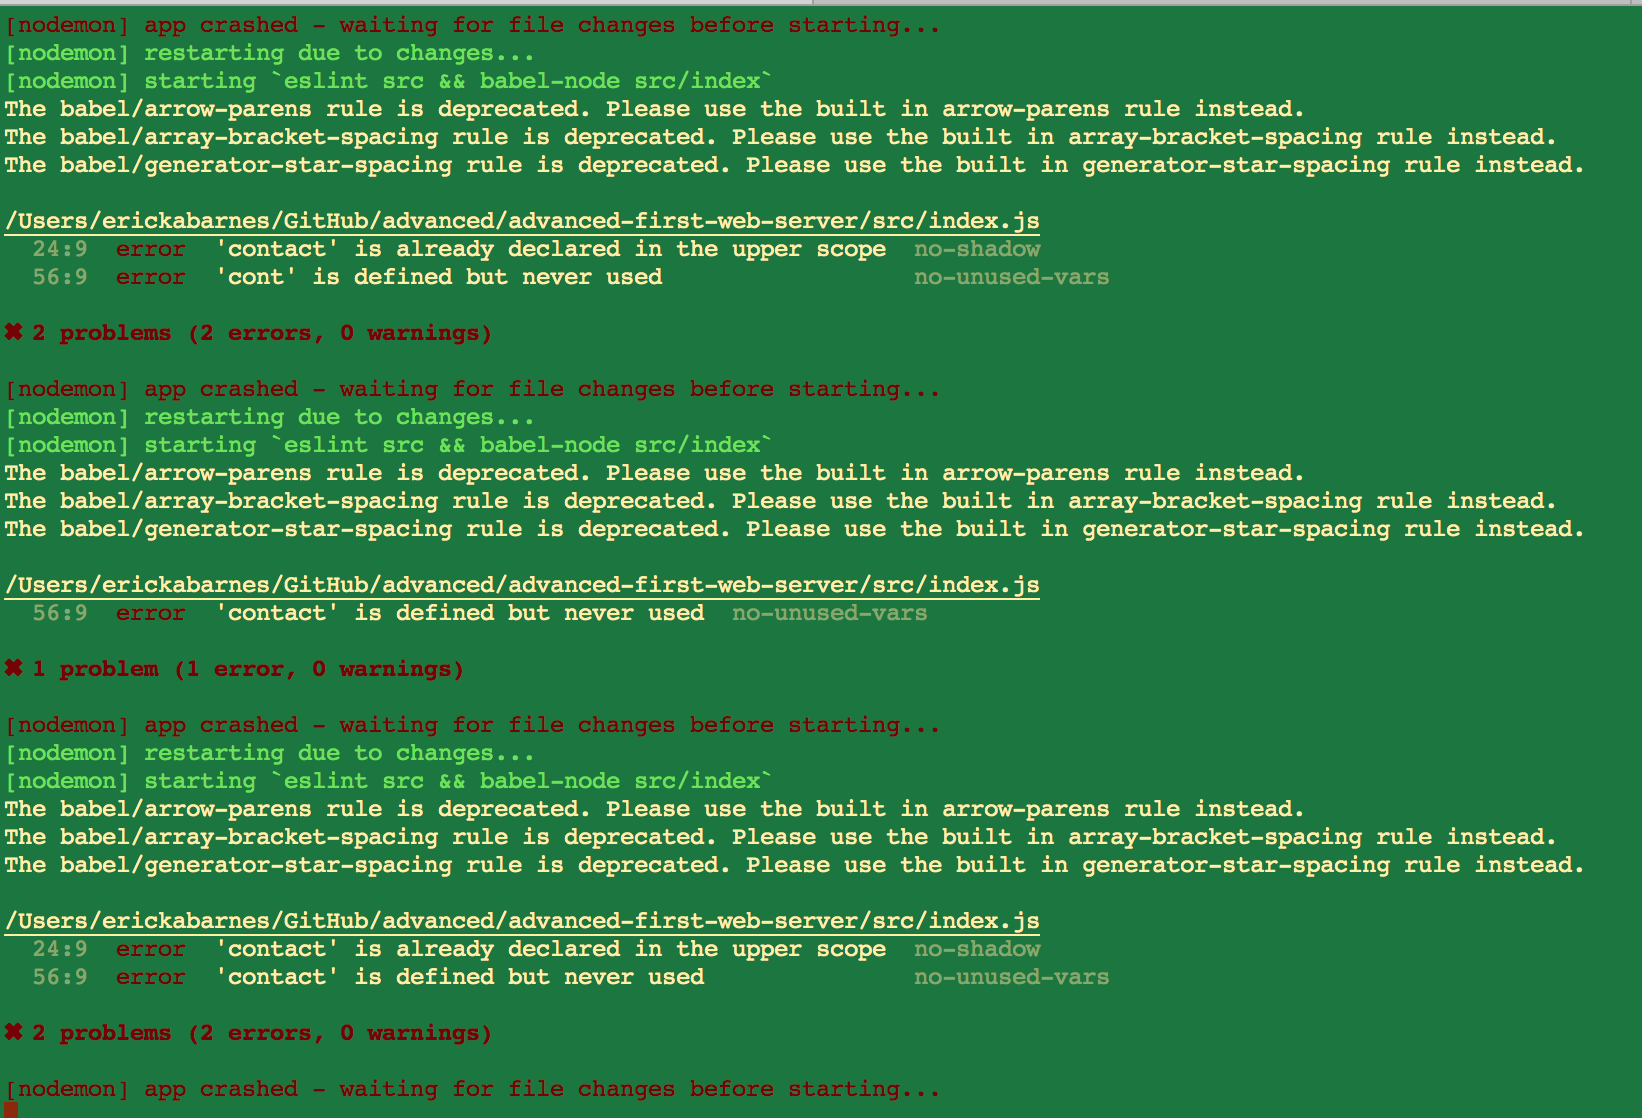 [nodemon] app crashed - waiting for file changes before starting...
[nodemon] restarting due to changes...
[nodemon] starting `eslint src && babel-node src/index`
The babel/arrow-parens rule is deprecated. Please use the built in arrow-parens rule instead.
The babel/array-bracket-spacing rule is deprecated. Please use the built in array-bracket-spacing rule instead.
The babel/generator-star-spacing rule is deprecated. Please use the built in generator-star-spacing rule instead.
/Users/erickabarnes/GitHub/advanced/advanced-first-web-server/src/index.js
24:9 error 'contact' is already declared in the upper scope no-shadow
56:9 error 'cont' is defined but never used no-unused-vars
✖ 2 problems (2 errors, 0 warnings)
[nodemon] app crashed - waiting for file changes before starting...
[nodemon] restarting due to changes...
[nodemon] starting `eslint src && babel-node src/index`
The babel/arrow-parens rule is deprecated. Please use the built in arrow-parens rule instead.
The babel/array-bracket-spacing rule is deprecated. Please use the built in array-bracket-spacing rule instead.
The babel/generator-star-spacing rule is deprecated. Please use the built in generator-star-spacing rule instead.
/Users/erickabarnes/GitHub/advanced/advanced-first-web-server/src/index.js
56:9 error 'contact' is defined but never used no-unused-vars
✖ 1 problem (1 error, 0 warnings)
[nodemon] app crashed - waiting for file changes before starting...
[nodemon] restarting due to changes...
[nodemon] starting `eslint src && babel-node src/index`
The babel/arrow-parens rule is deprecated. Please use the built in arrow-parens rule instead.
The babel/array-bracket-spacing rule is deprecated. Please use the built in array-bracket-spacing rule instead.
The babel/generator-star-spacing rule is deprecated. Please use the built in generator-star-spacing rule instead.
/Users/erickabarnes/GitHub/advanced/advanced-first-web-server/src/index.js
24:9 error 'contact' is already declared in the upper scope no-shadow
56:9 error 'contact' is defined but never used no-unused-vars
✖ 2 problems (2 errors, 0 warnings)
[nodemon] app crashed - waiting for file changes before starting...